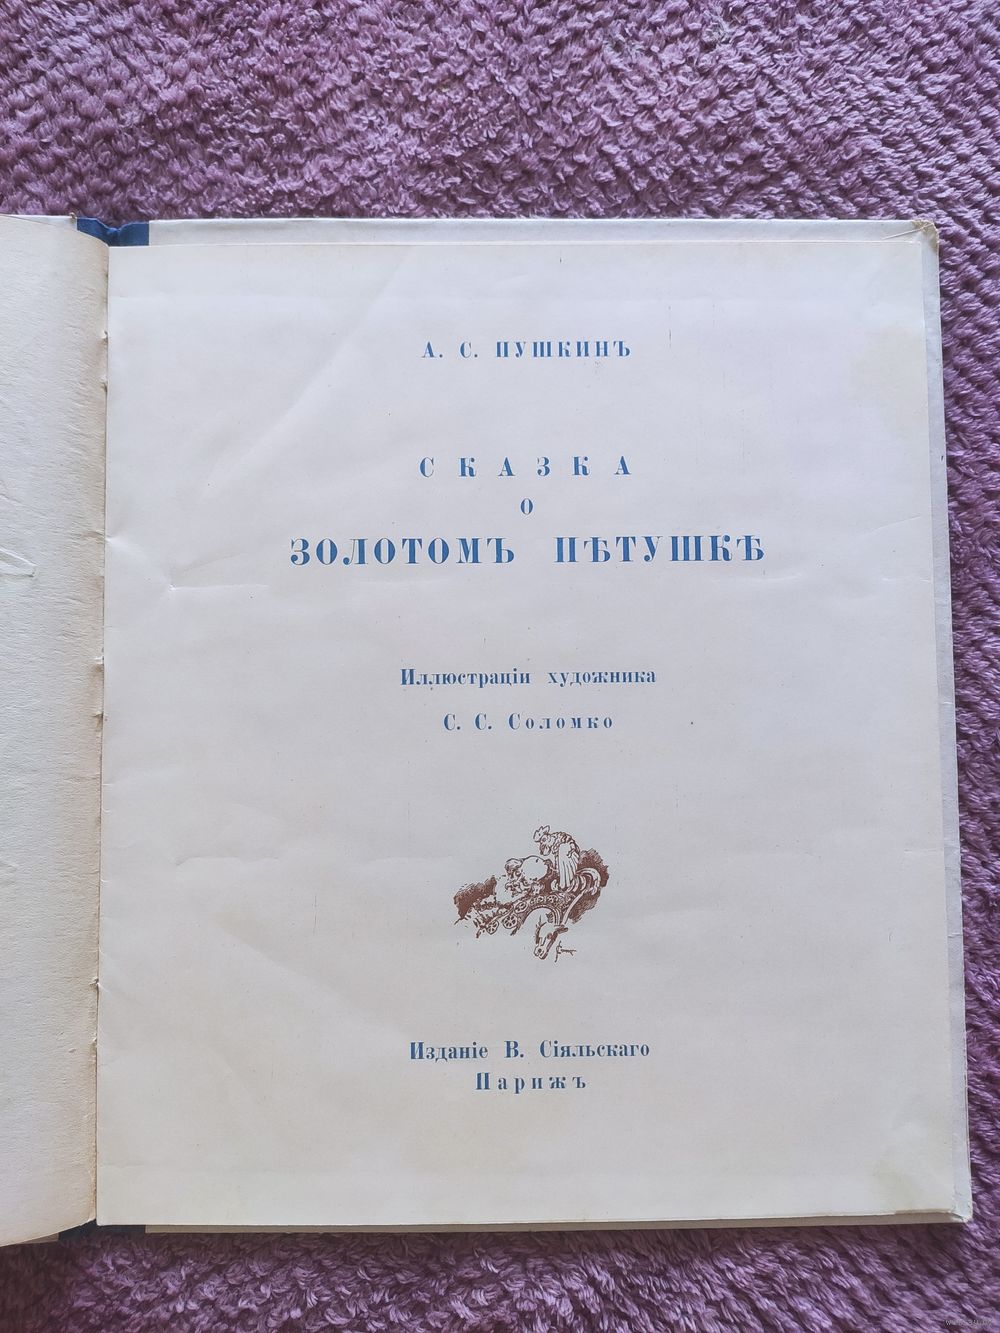 А. С. ПУШКИНЪ
СКАЗКА
О
ЗОЛОТОМЪ ПѢТУШКѢ
Иллюстраціи художника
С. С. Соломко
Изданіе В. Сіяльскаго
Парижъ